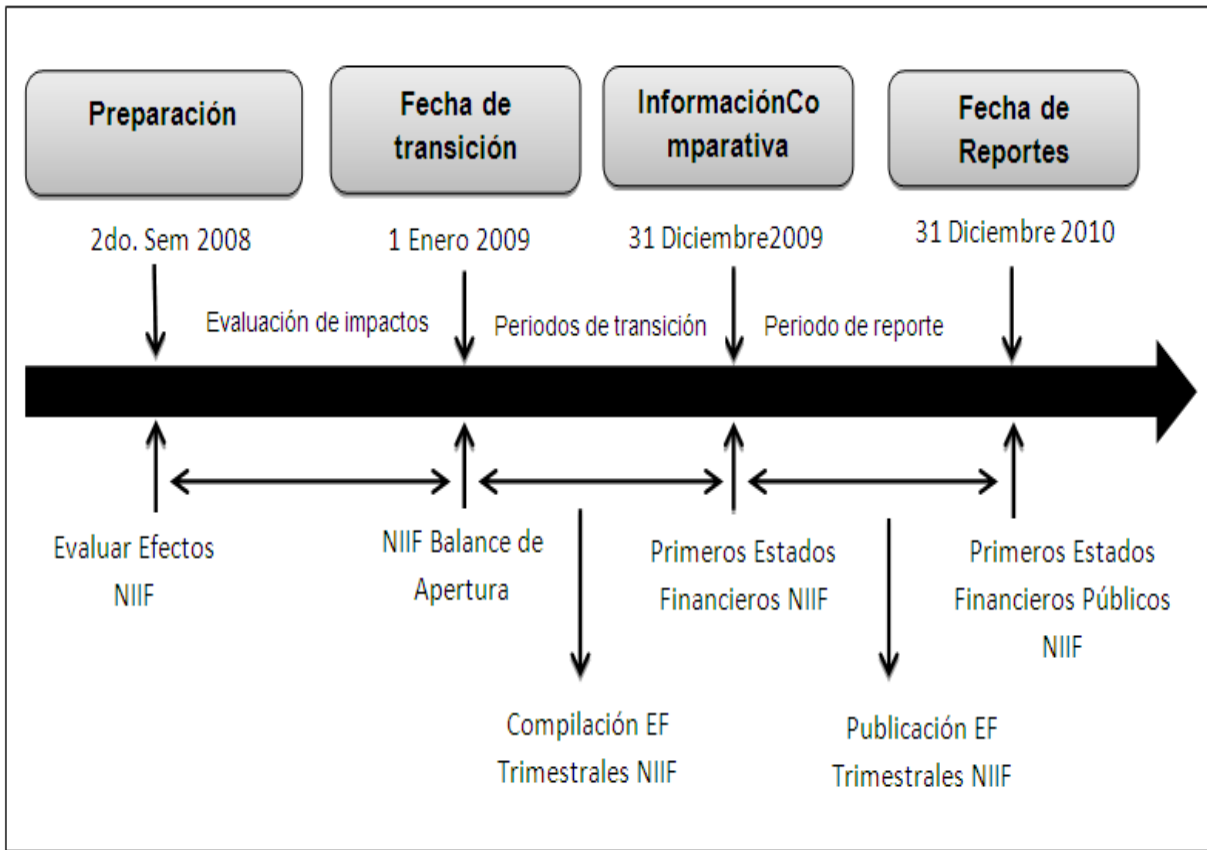 Preparación
Fecha de
transición
InformaciónCo
mparativa
Fecha de
Reportes
2do. Sem 2008
1 Enero 2009
31 Diciembre2009
31 Diciembre 2010
Evaluación de impactos
Periodos de transición
Periodo de reporte
Evaluar Efectos
NIIF
NIIF Balance de
Apertura
Primeros Estados
Financieros NIIF
Primeros Estados
Financieros Públicos
NIIF
Compilación EF
Trimestrales NIIF
Publicación EF
Trimestrales NIIF